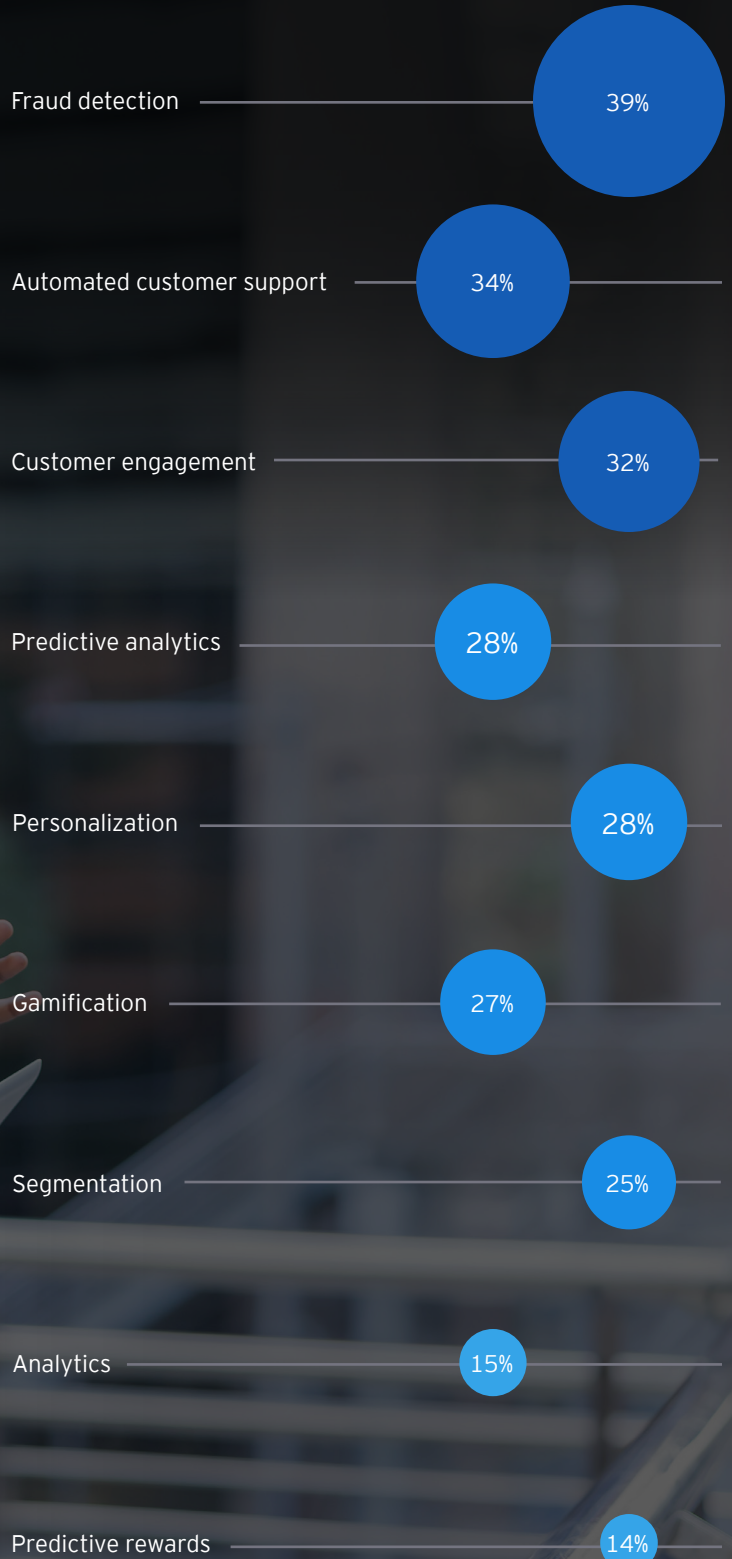 Fraud detection 39%
Automated customer support 34%
Customer engagement 32%
Predictive analytics 28%
Personalization 28%
Gamification 27%
Segmentation 25%
Analytics 15%
Predictive rewards 14%